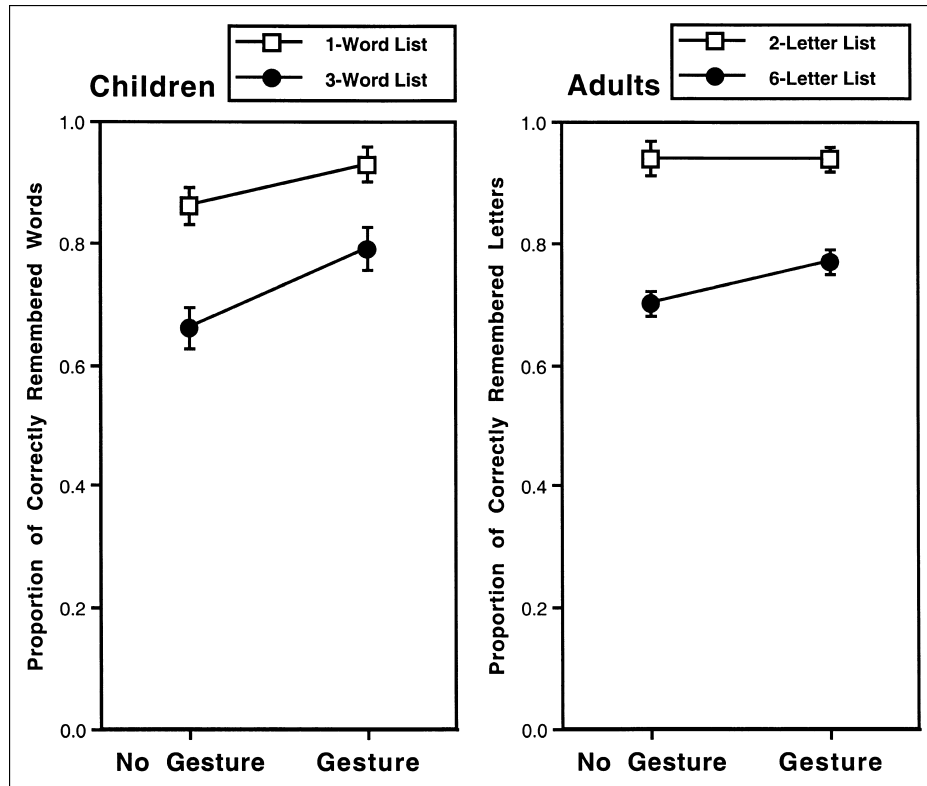 Children
1-Word List
3-Word List
Proportion of Correctly Remembered Words
1.0
0.8
0.6
0.4
0.2
0.0
No Gesture
Gesture
Adults
2-Letter List
6-Letter List
Proportion of Correctly Remembered Letters
1.0
0.8
0.6
0.4
0.2
0.0
No Gesture
Gesture